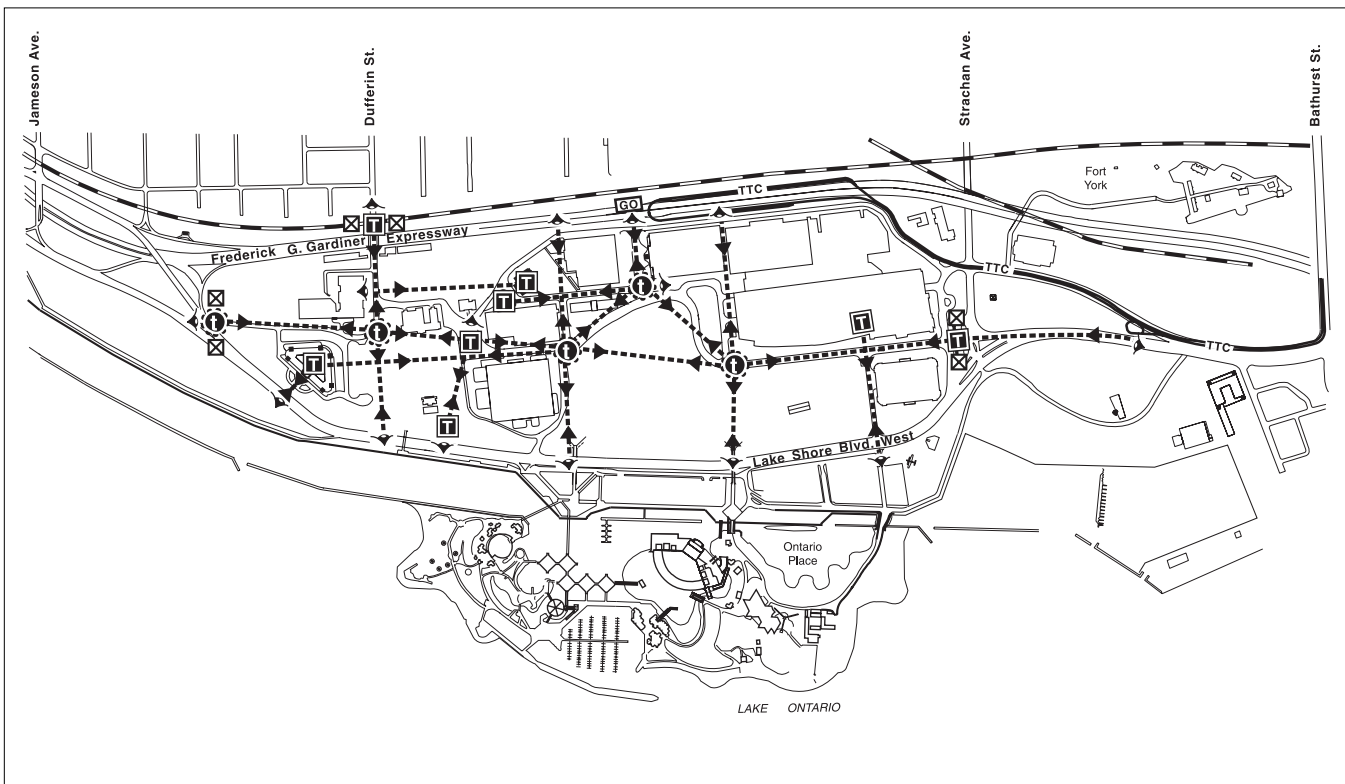 Jameson Ave.
Dufferin St.
Strachan Ave.
Bathurst St.
Fort
York
TTC
GO
T
Frederick G. Gardiner Expressway
TTC
T
t
T
t
T
t
T
t
T
T
t
TTC
T
Lake Shore Blvd. West
Ontario
Place
LAKE ONTARIO